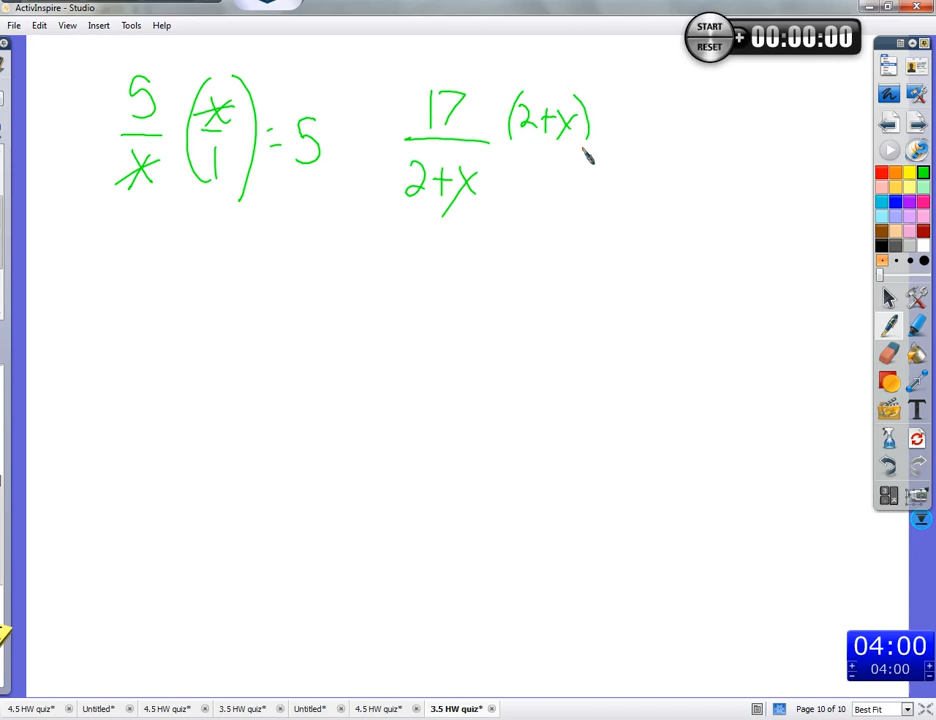 ActivInspire - Studio
File Edit View Insert Tools Help
START
RESET
+ 00:00:00
5/x (x/1) = 5
17/2+x (2+x)
04:00
+ 04:00 +
4.5 HW quiz* Untitled* 4.5 HW quiz* 3.5 HW quiz* Untitled* 4.5 HW quiz* 3.5 HW quiz* Page 10 of 10 Best Fit